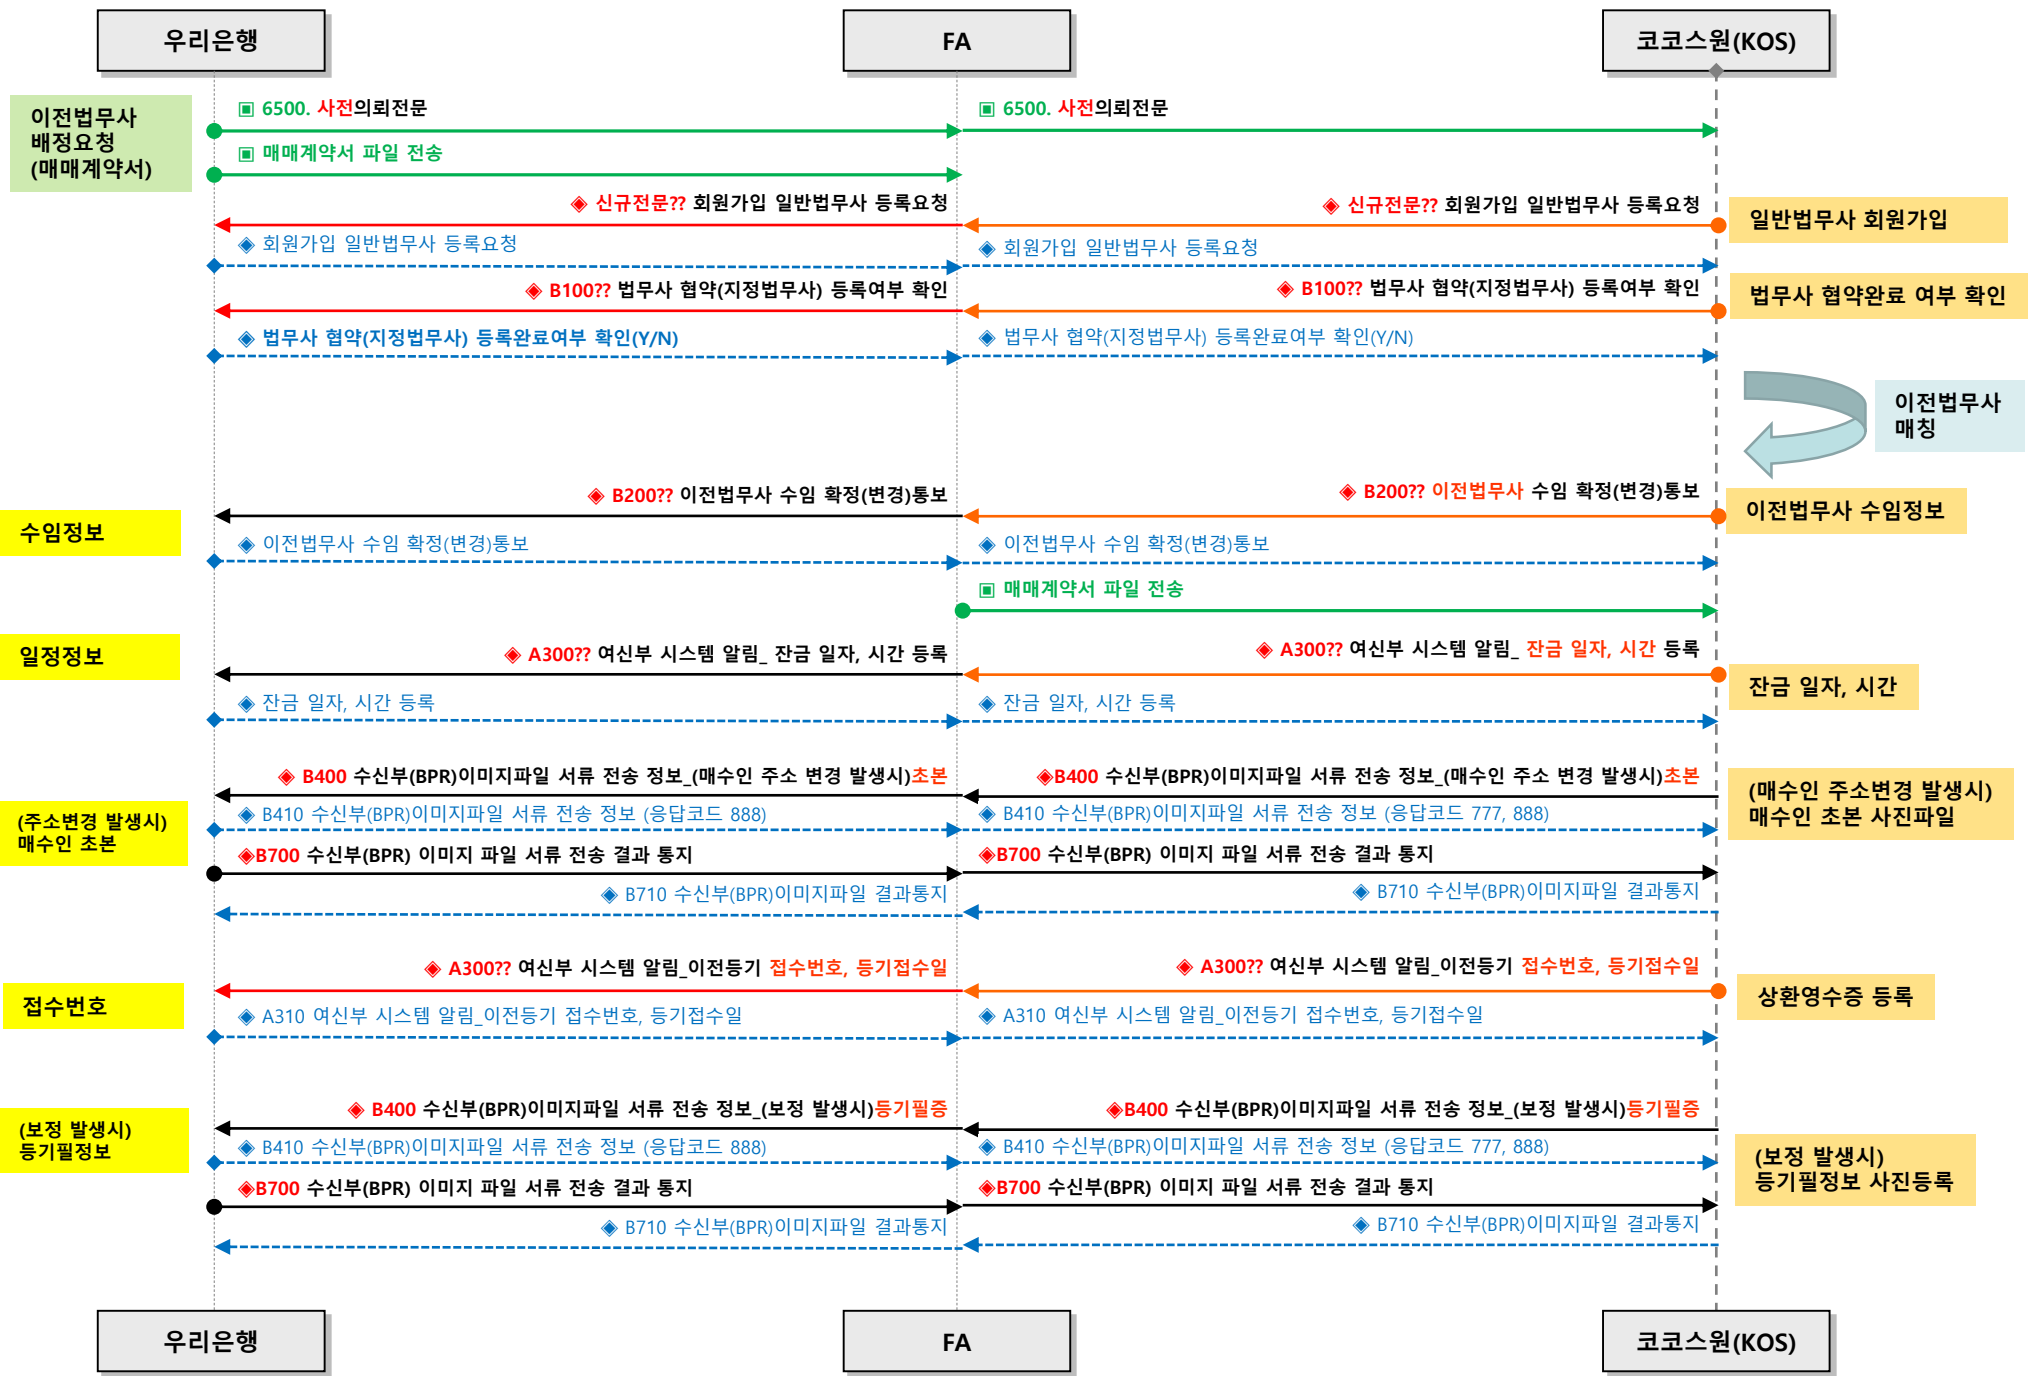 우리은행
FA
코코스원(KOS)
이전법무사
배정요청
(매매계약서)
▣ 6500. 사전의뢰전문
▣ 6500. 사전의뢰전문
▣ 매매계약서 파일 전송
◈ 신규전문?? 회원가입 일반법무사 등록요청
◈ 신규전문?? 회원가입 일반법무사 등록요청
일반법무사 회원가입
◈ 회원가입 일반법무사 등록요청
◈ 회원가입 일반법무사 등록요청
◈ B100?? 법무사 협약(지정법무사) 등록여부 확인
◈ B100?? 법무사 협약(지정법무사) 등록여부 확인
법무사 협약완료 여부 확인
◈ 법무사 협약(지정법무사) 등록완료여부 확인(Y/N)
◈ 법무사 협약(지정법무사) 등록완료여부 확인(Y/N)
이전법무사
매칭
◈ B200?? 이전법무사 수임 확정(변경)통보
◈ B200?? 이전법무사 수임 확정(변경)통보
이전법무사 수임정보
수임정보
◈ 이전법무사 수임 확정(변경)통보
◈ 이전법무사 수임 확정(변경)통보
▣ 매매계약서 파일 전송
일정정보
◈ A300?? 여신부 시스템 알림_ 잔금 일자, 시간 등록
◈ A300?? 여신부 시스템 알림_ 잔금 일자, 시간 등록
잔금 일자, 시간
◈ 잔금 일자, 시간 등록
◈ 잔금 일자, 시간 등록
◈ B400 수신부(BPR)이미지파일 서류 전송 정보_(매수인 주소 변경 발생시)초본
◈B400 수신부(BPR)이미지파일 서류 전송 정보_(매수인 주소 변경 발생시)초본
(매수인 주소변경 발생시)
매수인 초본 사진파일
(주소변경 발생시)
매수인 초본
◈ B410 수신부(BPR)이미지파일 서류 전송 정보 (응답코드 888)
◈ B410 수신부(BPR)이미지파일 서류 전송 정보 (응답코드 777, 888)
◈B700 수신부(BPR) 이미지 파일 서류 전송 결과 통지
◈B700 수신부(BPR) 이미지 파일 서류 전송 결과 통지
◈ B710 수신부(BPR)이미지파일 결과통지
◈ B710 수신부(BPR)이미지파일 결과통지
◈ A300?? 여신부 시스템 알림_이전등기 접수번호, 등기접수일
◈ A300?? 여신부 시스템 알림_이전등기 접수번호, 등기접수일
상환영수증 등록
접수번호
◈ A310 여신부 시스템 알림_이전등기 접수번호, 등기접수일
◈ A310 여신부 시스템 알림_이전등기 접수번호, 등기접수일
◈ B400 수신부(BPR)이미지파일 서류 전송 정보_(보정 발생시)등기필증
◈B400 수신부(BPR)이미지파일 서류 전송 정보_(보정 발생시)등기필증
(보정 발생시)
등기필정보
◈ B410 수신부(BPR)이미지파일 서류 전송 정보 (응답코드 888)
◈ B410 수신부(BPR)이미지파일 서류 전송 정보 (응답코드 777, 888)
(보정 발생시)
등기필정보 사진등록
◈B700 수신부(BPR) 이미지 파일 서류 전송 결과 통지
◈B700 수신부(BPR) 이미지 파일 서류 전송 결과 통지
◈ B710 수신부(BPR)이미지파일 결과통지
◈ B710 수신부(BPR)이미지파일 결과통지
우리은행
FA
코코스원(KOS)